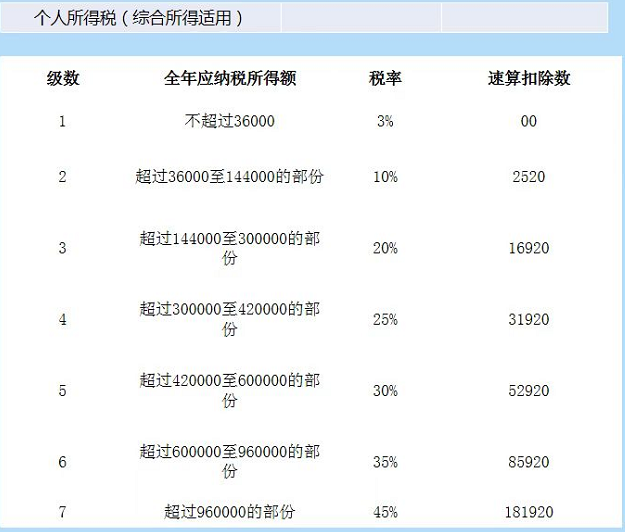 个人所得税（综合所得适用）
级数 全年应纳税所得额 税率 速算扣除数
1 不超过36000 3% 00
2 超过36000至144000的部份 10% 2520
3 超过144000至300000的部
份 20% 16920
4 超过300000至420000的部
份 25% 31920
5 超过420000至600000的部
份 30% 52920
6 超过600000至960000的部
份 35% 85920
7 超过960000的部份 45% 181920